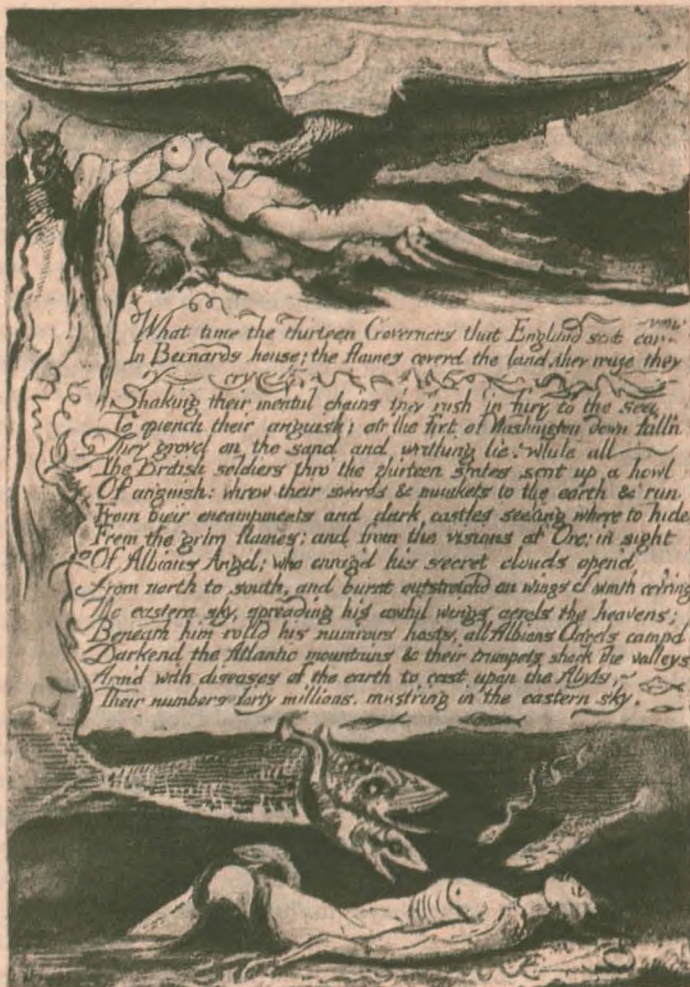 What time the Thirteen Governers that England sent con-
-vene
In Bernards house; the flames coverd the land, they rouze they
cry
Shaking their mental chains they rush in fury to the sea
To quench their anguish; at the feet of Washington down falln
They grovel on the sand and writhing lie. while all
The British soldiers thro the thirteen states sent up a howl
Of anguish: threw their swords & muskets to the earth & run
From their encampments and dark castles seeking where to hide
From the grim flames; and from the visions of Orc; in sight
Of Albions Angel; who enrag'd his secret clouds opend,
From north to south, and burnt outstretchd on wings of wrath covring
The eastern sky, spreading his awful wings across the heavens;
Beneath him rolld his numrous hosts, all Albions Angels campd
Darkend the Atlantic mountains & their trumpets shook the valleys
Arm'd with diseases of the earth to cast upon the Abyss;
Their numbers forty millions, mustring in the eastern sky.